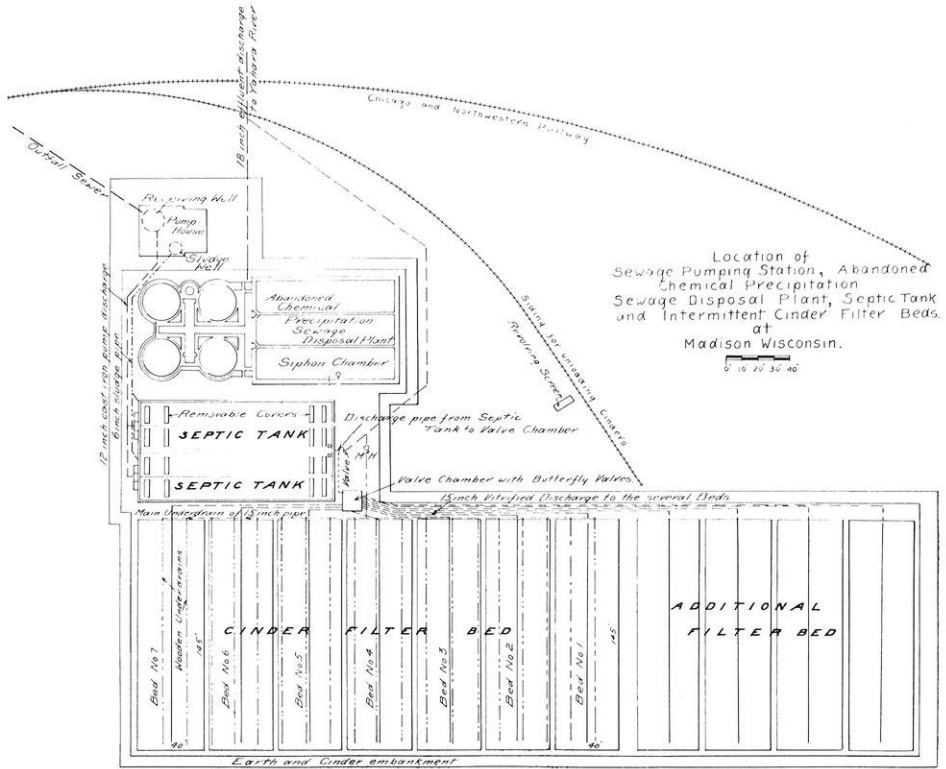 18 inch effluent discharge
to Yahara River
Chicago and Northwestern Railway
Outfall Sewer
Receiving Well
Pump
House
Sludge
Well
12 inch cast iron pump discharge
6 inch sludge pipe
Abandoned
Chemical
Precipitation
Sewage
Disposal Plant
Siphon Chamber
Siding for unloading Cinders
Revolving Screen
Location of
Sewage Pumping Station, Abandoned
Chemical Precipitation
Sewage Disposal Plant, Septic Tank
and Intermittent Cinder Filter Beds.
at
Madison Wisconsin.
0' 10 20' 30' 40'
Removable Covers
SEPTIC TANK
SEPTIC TANK
Discharge pipe from Septic
Tank to Valve Chamber
Valve
M H
Valve Chamber with Butterfly Valves.
15 inch Vitrified Discharge to the several Beds.
Main Underdrain of 15 inch pipe
CINDER FILTER BED
ADDITIONAL
FILTER BED
Bed No 7
Wooden Underdrains
145'
Bed No 6
Bed No 5
Bed No 4
Bed No 3
Bed No 2
Bed No 1
145'
40'
40'
Earth and Cinder embankment